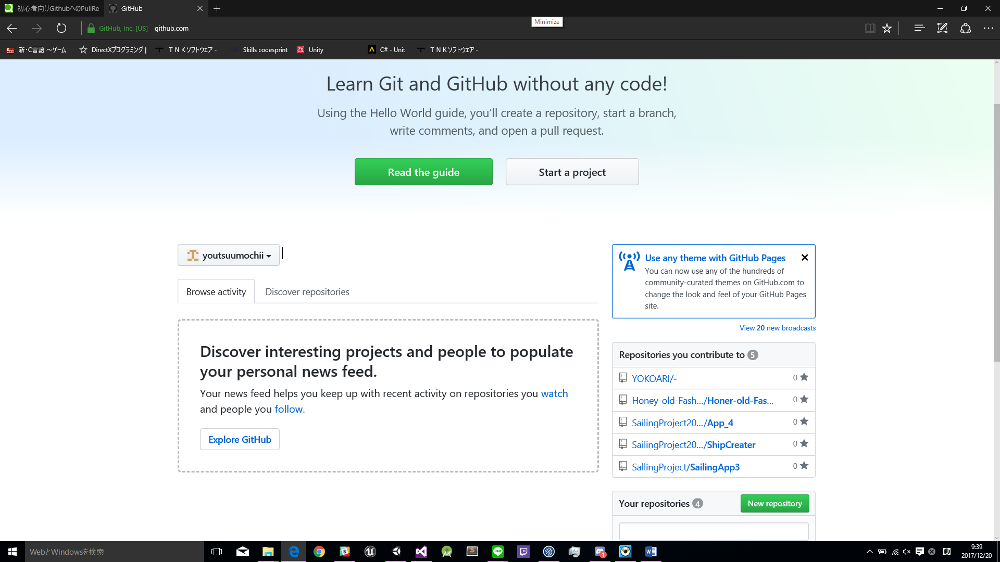 初心者向けGithubへのPullRe
GitHub
Minimize
GitHub, Inc. [US]
github.com
新・C言語 ～ゲーム
DirectXプログラミング |
ＴＮＫソフトウェア -
Skills codesprint
Unity
C# - Unit
ＴＮＫソフトウェア -
Learn Git and GitHub without any code!
Using the Hello World guide, you’ll create a repository, start a branch,
write comments, and open a pull request.
Read the guide
Start a project
youtsuumochii
Browse activity
Discover repositories
Discover interesting projects and people to populate
your personal news feed.
Your news feed helps you keep up with recent activity on repositories you watch
and people you follow.
Explore GitHub
Use any theme with GitHub Pages
You can now use any of the hundreds of
community-curated themes on GitHub.com to
change the look and feel of your GitHub Pages
site.
View 20 new broadcasts
Repositories you contribute to 5
YOKOARI/- 0
Honey-old-Fash.../Honer-old-Fas... 0
SailingProject20.../App_4 0
SailingProject20.../ShipCreater 0
SallingProject/SailingApp3 0
Your repositories 4
New repository
WebとWindowsを検索
LINE
1
9:39
2017/12/20